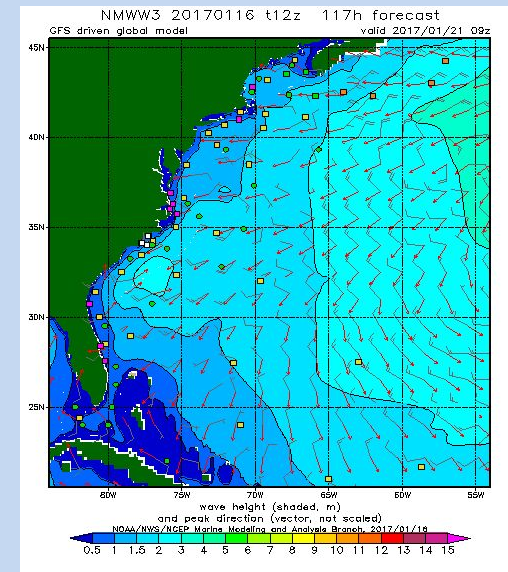 NMWW3 20170116 t12z 117h forecast
GFS driven global model valid 2017/01/21 09z
45N
40N
35N
30N
25N
80W 75W 70W 65W 60W 55W
wave height (shaded, m)
and peak direction (vector, not scaled)
NOAA/NWS/NCEP Marine Modeling and Analysis Branch, 2017/01/16
0.5 1 1.5 2 3 4 5 6 7 8 9 10 11 12 13 14 15